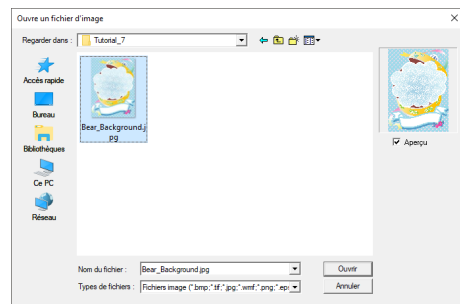 Ouvre un fichier d'image
Regarder dans :
Tutorial_7
Accès rapide
Bureau
Bibliothèques
Ce PC
Réseau
Bear_Background.j
pg
Aperçu
Nom du fichier :
Bear_Background.jpg
Ouvrir
Types de fichiers :
Fichiers image (*.bmp;*.tif;*.jpg;*.wmf;*.png;*.ep
Annuler